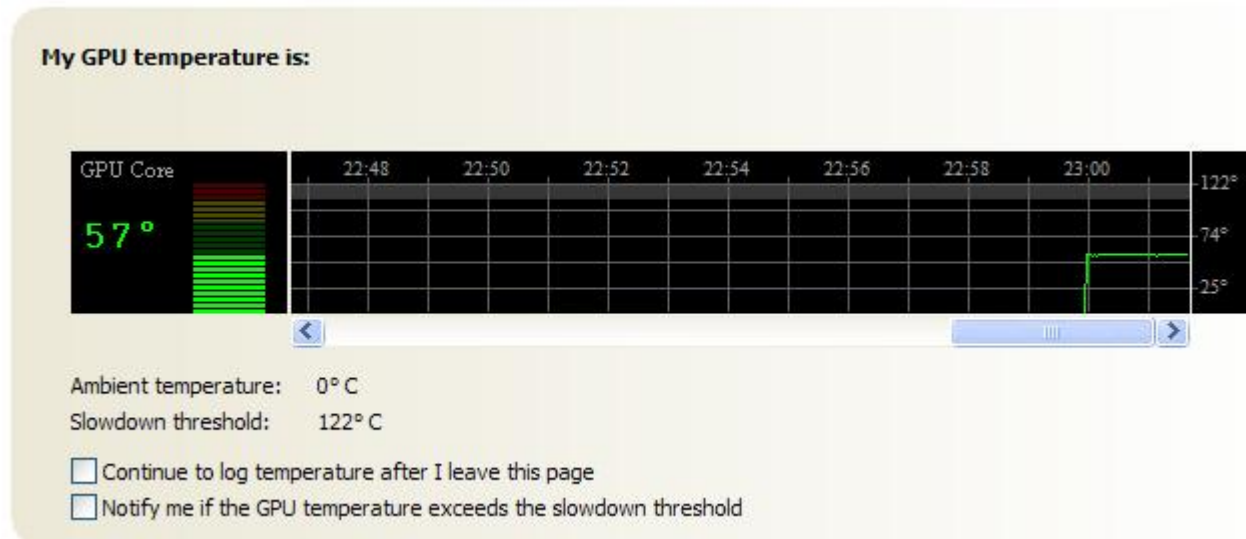 My GPU temperature is:
GPU Core
57°
22:48 22:50 22:52 22:54 22:56 22:58 23:00
122°
74°
25°
Ambient temperature: 0° C
Slowdown threshold: 122° C
Continue to log temperature after I leave this page
Notify me if the GPU temperature exceeds the slowdown threshold